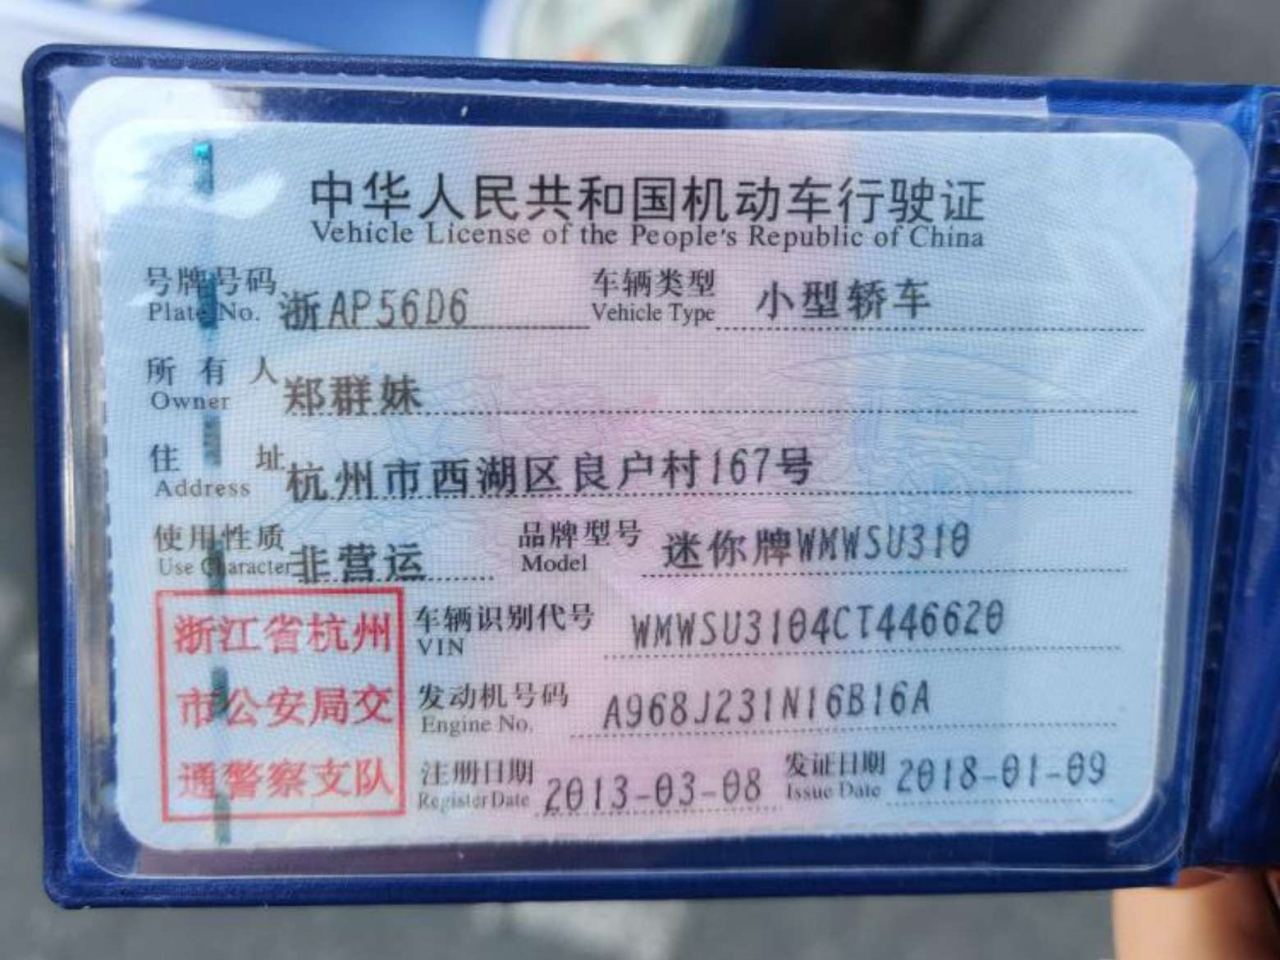 中华人民共和国机动车行驶证
Vehicle License of the People's Republic of China
号牌号码 浙AP56D6 车辆类型 小型轿车
Plate No. Vehicle Type
所有人 郑群妹
Owner
住址 杭州市西湖区良户村167号
Address
使用性质 非营运 品牌型号 迷你牌WMWSU310
Use Character Model
浙江省杭州
市公安局交
通警察支队
车辆识别代号 WMWSU3104CT446620
VIN
发动机号码 A968J231N16B16A
Engine No.
注册日期 2013-03-08 发证日期 2018-01-09
Register Date Issue Date